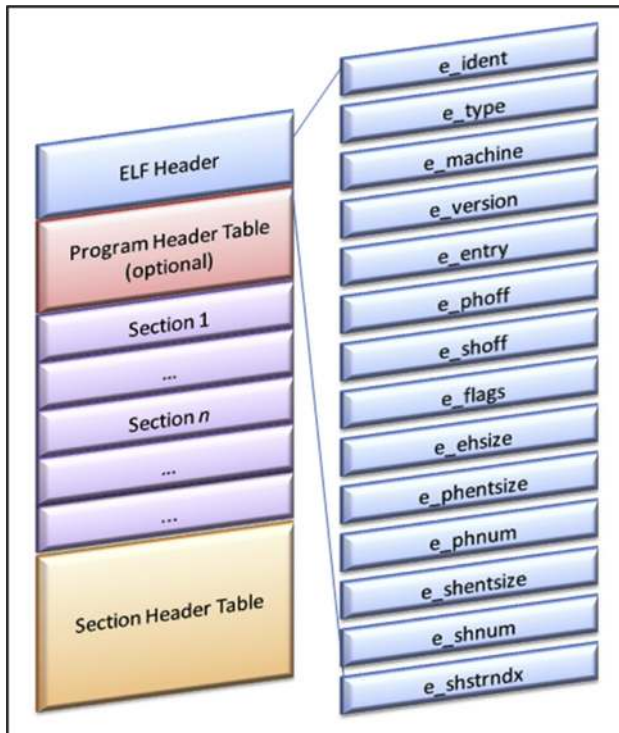 ELF Header
Program Header Table
(optional)
Section 1
...
Section n
...
...
Section Header Table
e_ident
e_type
e_machine
e_version
e_entry
e_phoff
e_shoff
e_flags
e_ehsize
e_phentsize
e_phnum
e_shentsize
e_shnum
e_shstrndx